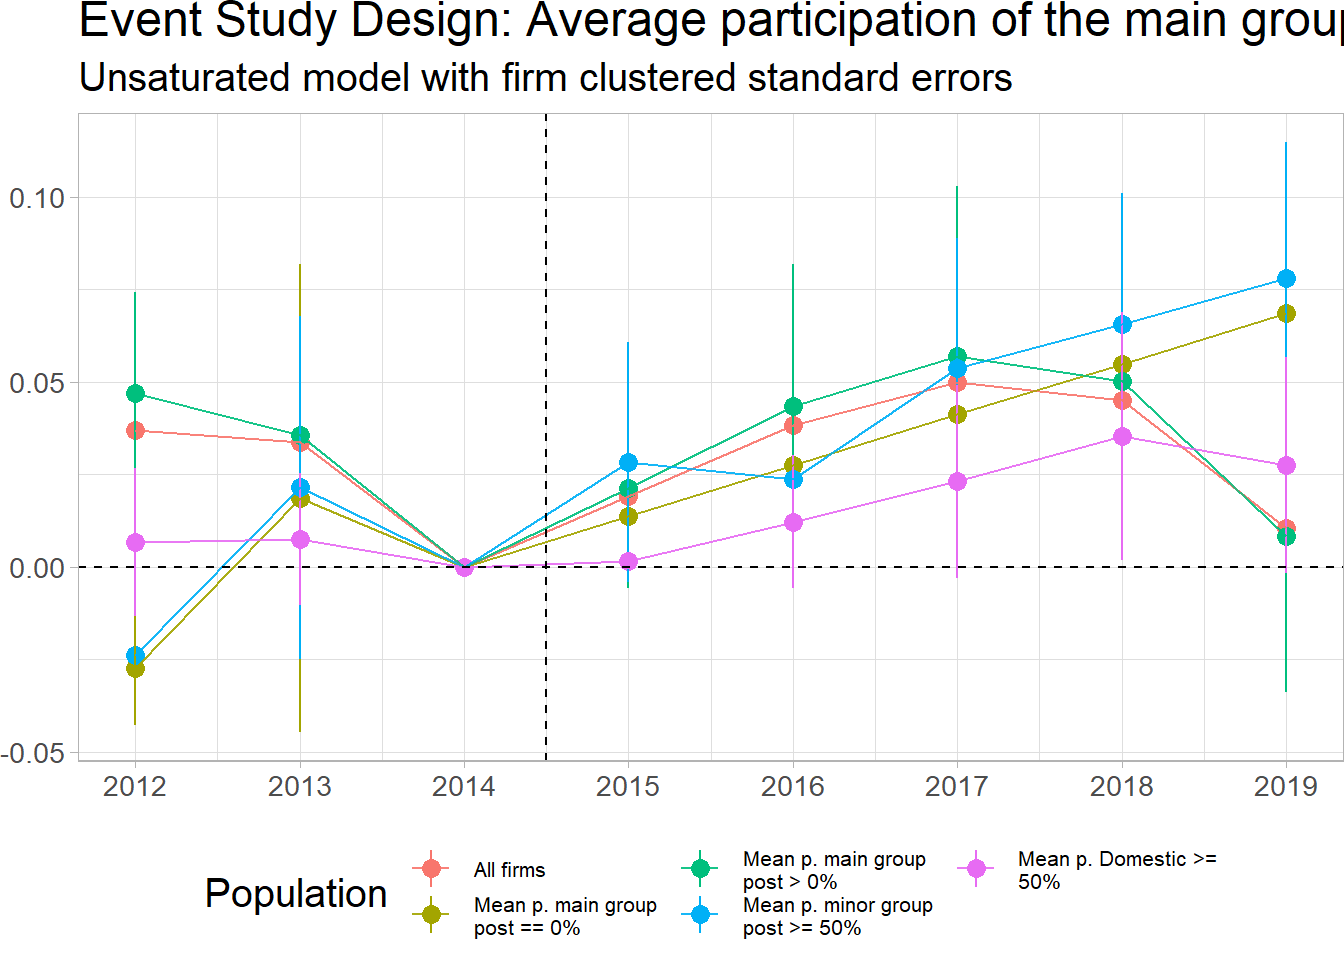 Event Study Design: Average participation of the main group
Unsaturated model with firm clustered standard errors
0.10
0.05
0.00
-0.05
2012 2013 2014 2015 2016 2017 2018 2019
Population
All firms
Mean p. main group
post == 0%
Mean p. main group
post > 0%
Mean p. minor group
post >= 50%
Mean p. Domestic >=
50%